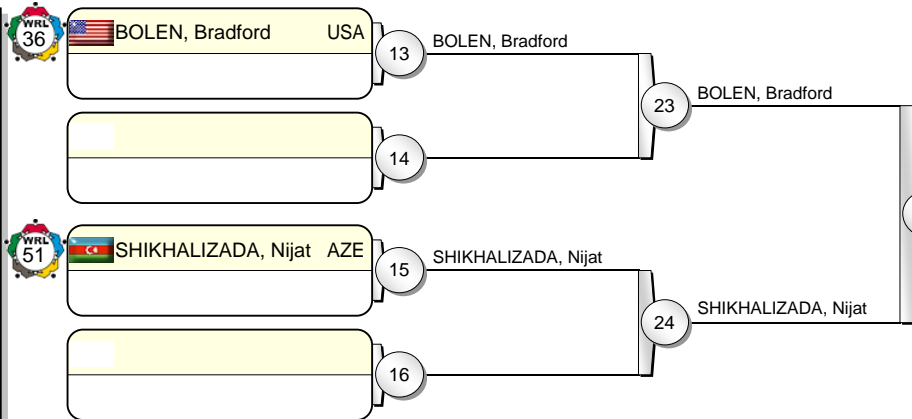 WRL
36
BOLEN, Bradford USA
13
BOLEN, Bradford
23
BOLEN, Bradford
14
WRL
51
SHIKHALIZADA, Nijat AZE
15
SHIKHALIZADA, Nijat
24
SHIKHALIZADA, Nijat
16